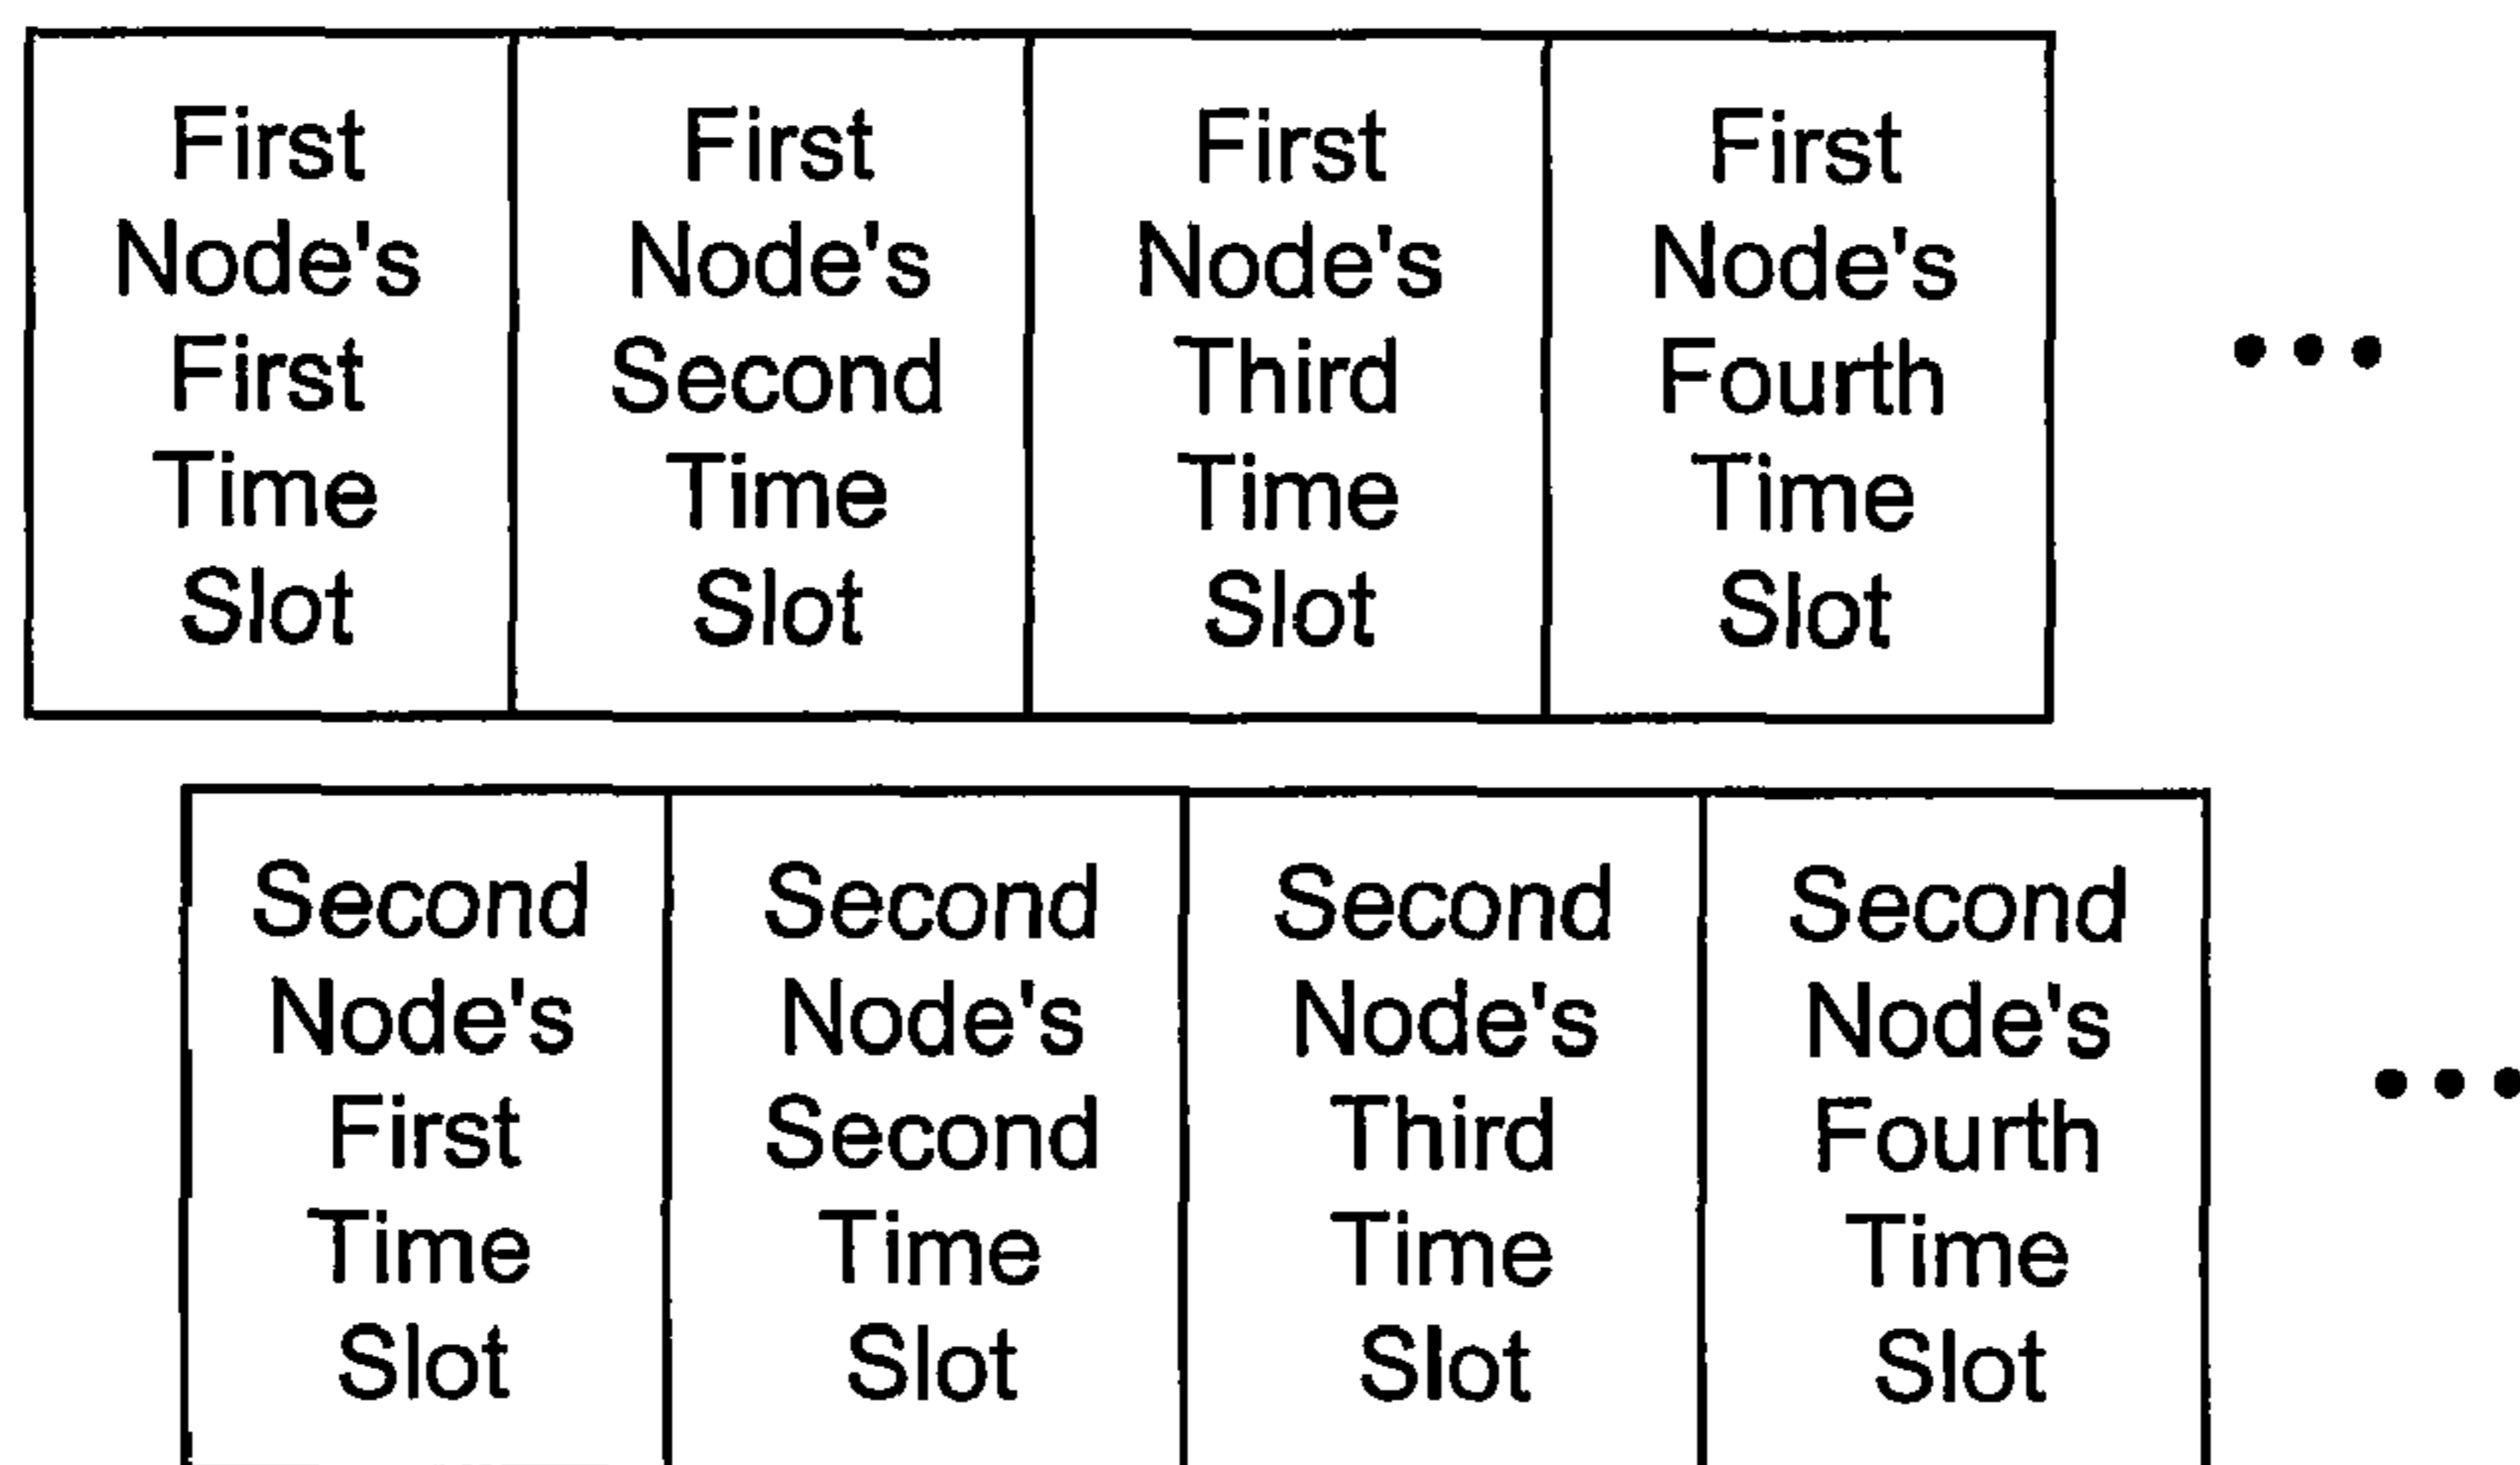 First
Node's
First
Time
Slot
First
Node's
Second
Time
Slot
First
Node's
Third
Time
Slot
First
Node's
Fourth
Time
Slot
•••
Second
Node's
First
Time
Slot
Second
Node's
Second
Time
Slot
Second
Node's
Third
Time
Slot
Second
Node's
Fourth
Time
Slot
•••